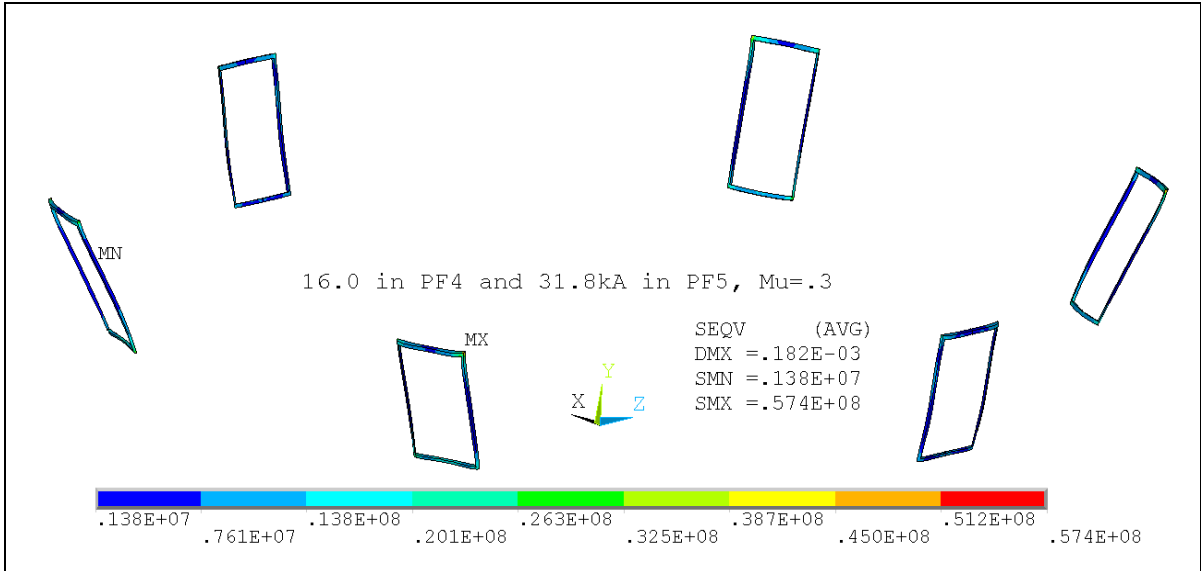 MN
16.0 in PF4 and 31.8kA in PF5, Mu=.3
MX
SEQV (AVG)
DMX =.182E-03
SMN =.138E+07
SMX =.574E+08
Y
X
Z
.138E+07 .138E+08 .263E+08 .387E+08 .512E+08
.761E+07 .201E+08 .325E+08 .450E+08 .574E+08